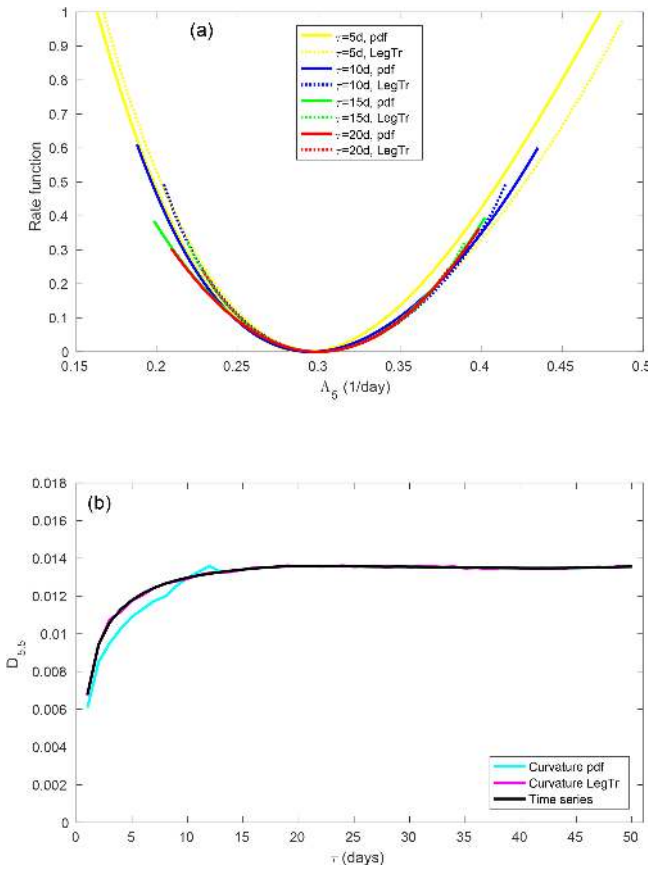 (a)
1
0.9
0.8
0.7
0.6
0.5
0.4
0.3
0.2
0.1
0
Rate function
τ=5d, pdf
τ=5d, LegTr
τ=10d, pdf
τ=10d, LegTr
τ=15d, pdf
τ=15d, LegTr
τ=20d, pdf
τ=20d, LegTr
0.15 0.2 0.25 0.3 0.35 0.4 0.45 0.5
Λ5 (1/day)
(b)
0.018
0.016
0.014
0.012
0.01
0.008
0.006
0.004
0.002
0
Curvature pdf
Curvature LegTr
Time series
0 5 10 15 20 25 30 35 40 45 50
τ (days)